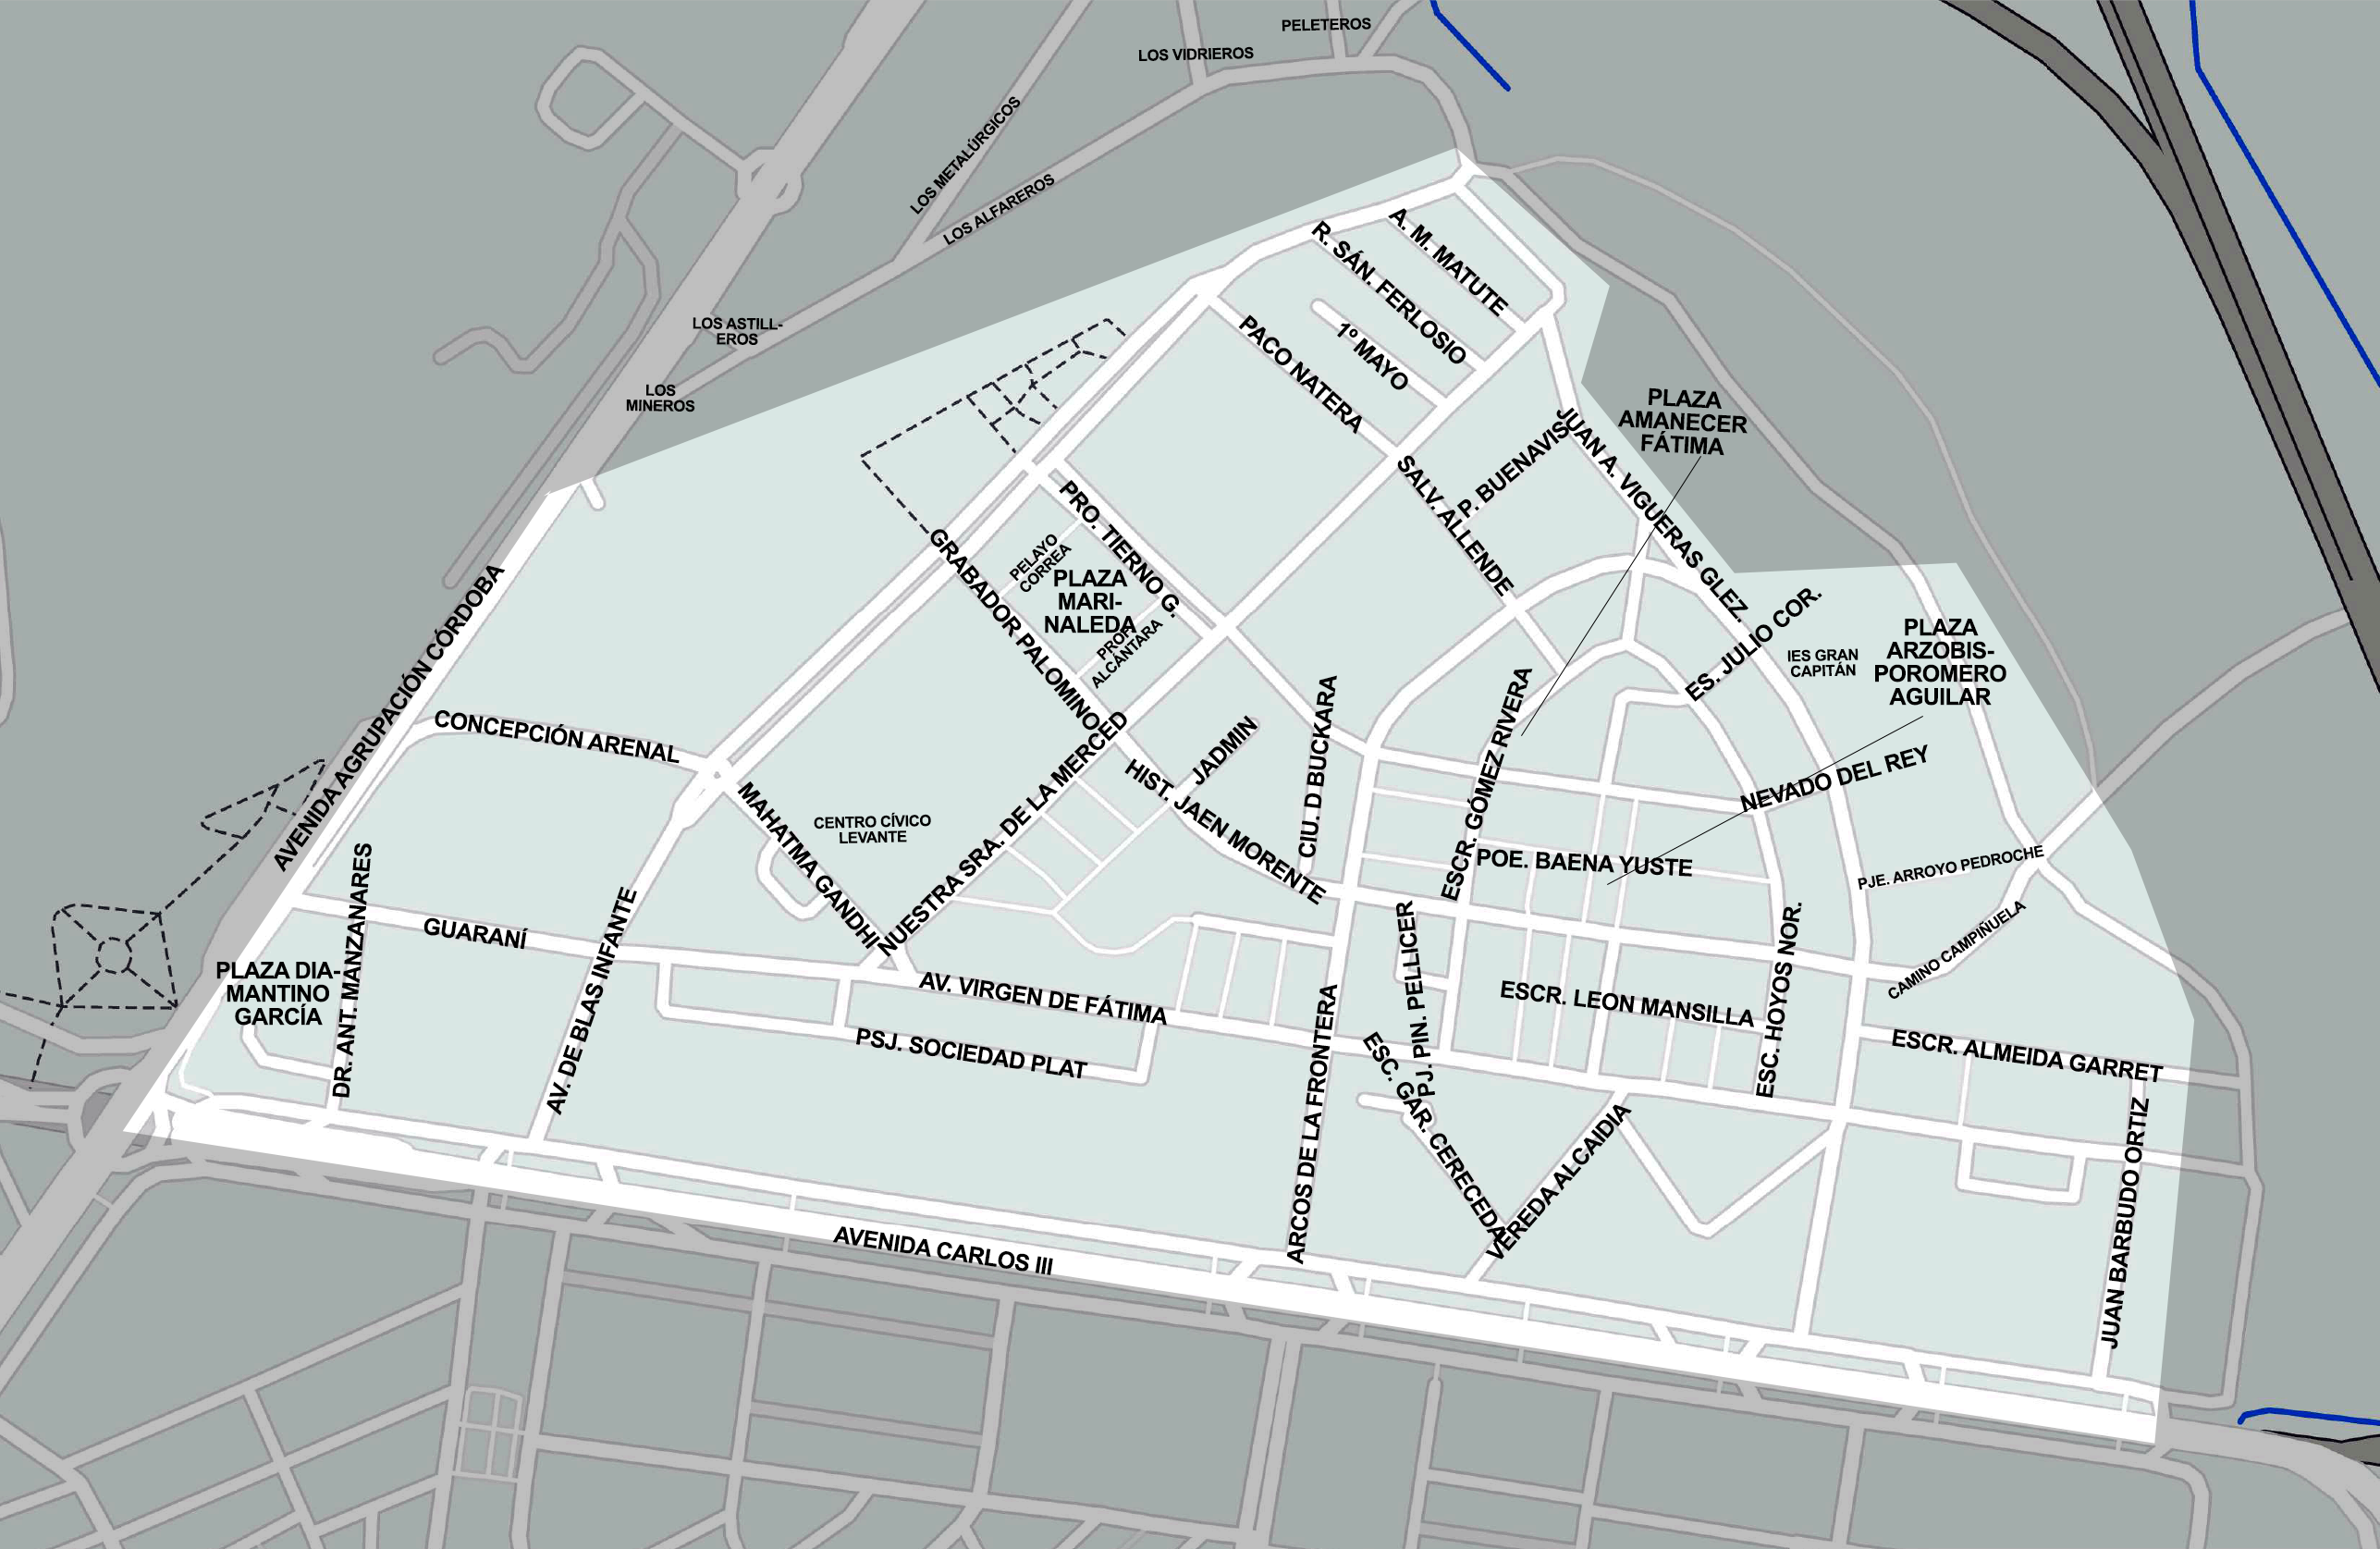 PELETEROS
LOS VIDRIEROS
LOS METALÚRGICOS
LOS ALFAREROS
LOS ASTILL-
EROS
LOS
MINEROS
A. M. MATUTE
R. SÁN. FERLOSIO
1º MAYO
PACO NATERA
PLAZA
AMANECER
FÁTIMA
JUAN A. VIGUERAS GLEZ.
P. BUENAVIS
SALV. ALLENDE
PRO. TIERNO G.
GRABADOR PALOMINO
PELAYO
CORREA
PLAZA
MARI-
NALEDA
PROF.
ALCÁNTARA
ES. JULIO COR.
IES GRAN
CAPITÁN
PLAZA
ARZOBIS-
POROMERO
AGUILAR
AVENIDA AGRUPACIÓN CÓRDOBA
CONCEPCIÓN ARENAL
MAHATMA GANDHI
CENTRO CÍVICO
LEVANTE
NUESTRA SRA. DE LA MERCED
JADMIN
HIST. JAEN MORENTE
CIU. D BUCKARA
ESCR. GÓMEZ RIVERA
NEVADO DEL REY
POE. BAENA YUSTE
PJE. ARROYO PEDROCHE
CAMINO CAMPIÑUELA
DR. ANT. MANZANARES
GUARANÍ
AV. DE BLAS INFANTE
PLAZA DIA-
MANTINO
GARCÍA
AV. VIRGEN DE FÁTIMA
PSJ. SOCIEDAD PLAT
PJ. PIN. PELLICER
ESCR. LEON MANSILLA
ESC. HOYOS NOR.
ESCR. ALMEIDA GARRET
ARCOS DE LA FRONTERA
ESC. GAR. CERECEDA
VEREDA ALCAIDIA
JUAN BARBUDO ORTIZ
AVENIDA CARLOS III